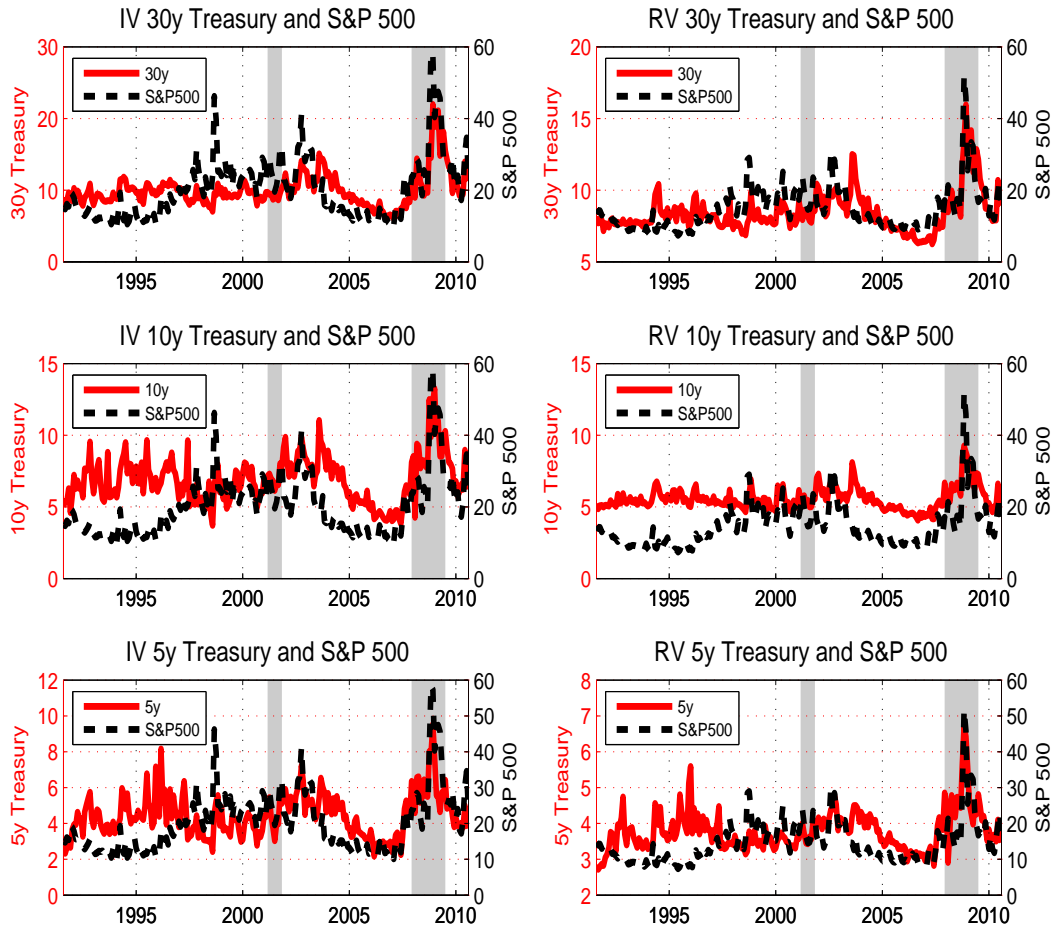 IV 30y Treasury and S&P 500
30
20
10
0
30y Treasury
30y
S&P500
60
40
20
0
S&P 500
1995 2000 2005 2010
RV 30y Treasury and S&P 500
20
15
10
5
30y Treasury
30y
S&P500
60
50
40
30
20
10
0
S&P 500
1995 2000 2005 2010
IV 10y Treasury and S&P 500
15
10
5
0
10y Treasury
10y
S&P500
60
40
20
0
S&P 500
1995 2000 2005 2010
RV 10y Treasury and S&P 500
15
10
5
0
10y Treasury
10y
S&P500
60
40
20
0
S&P 500
1995 2000 2005 2010
IV 5y Treasury and S&P 500
12
10
8
6
4
2
0
5y Treasury
5y
S&P500
60
50
40
30
20
10
0
S&P 500
1995 2000 2005 2010
RV 5y Treasury and S&P 500
8
7
6
5
4
3
2
5y Treasury
5y
S&P500
60
50
40
30
20
10
0
S&P 500
1995 2000 2005 2010